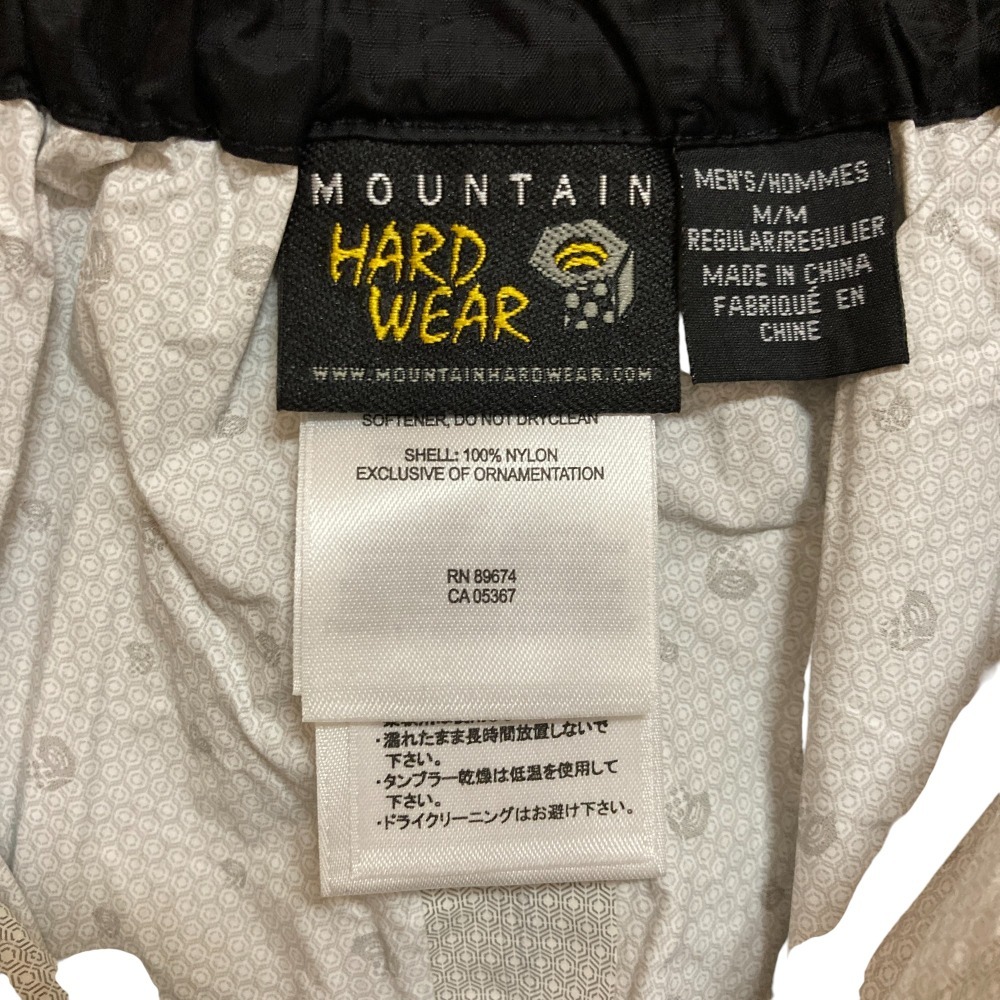 MOUNTAIN
HARD
WEAR
WWW.MOUNTAINHARDWEAR.COM
MEN'S/HOMMES
M/M
REGULAR/REGULIER
MADE IN CHINA
FABRIQUÉ EN
CHINE
SOFTENER, DO NOT DRYCLEAN
SHELL: 100% NYLON
EXCLUSIVE OF ORNAMENTATION
RN 89674
CA 05367
・濡れたまま長時間放置しないで
下さい。
・タンブラー乾燥は低温を使用して
下さい。
・ドライクリーニングはお避け下さい。